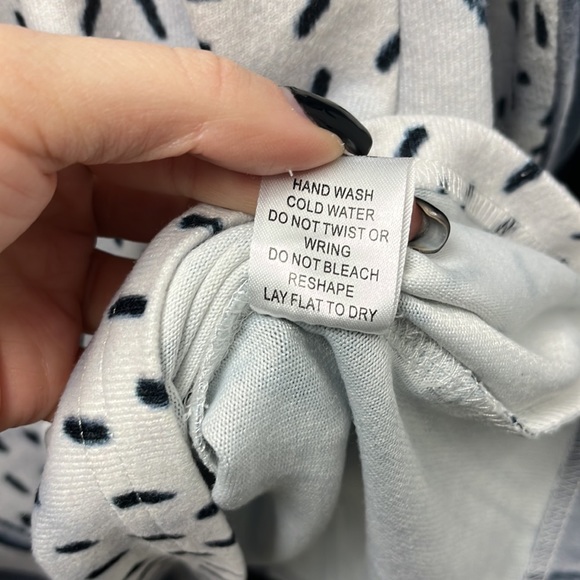 HAND WASH
COLD WATER
DO NOT TWIST OR
WRING
DO NOT BLEACH
RESHAPE
LAY FLAT TO DRY